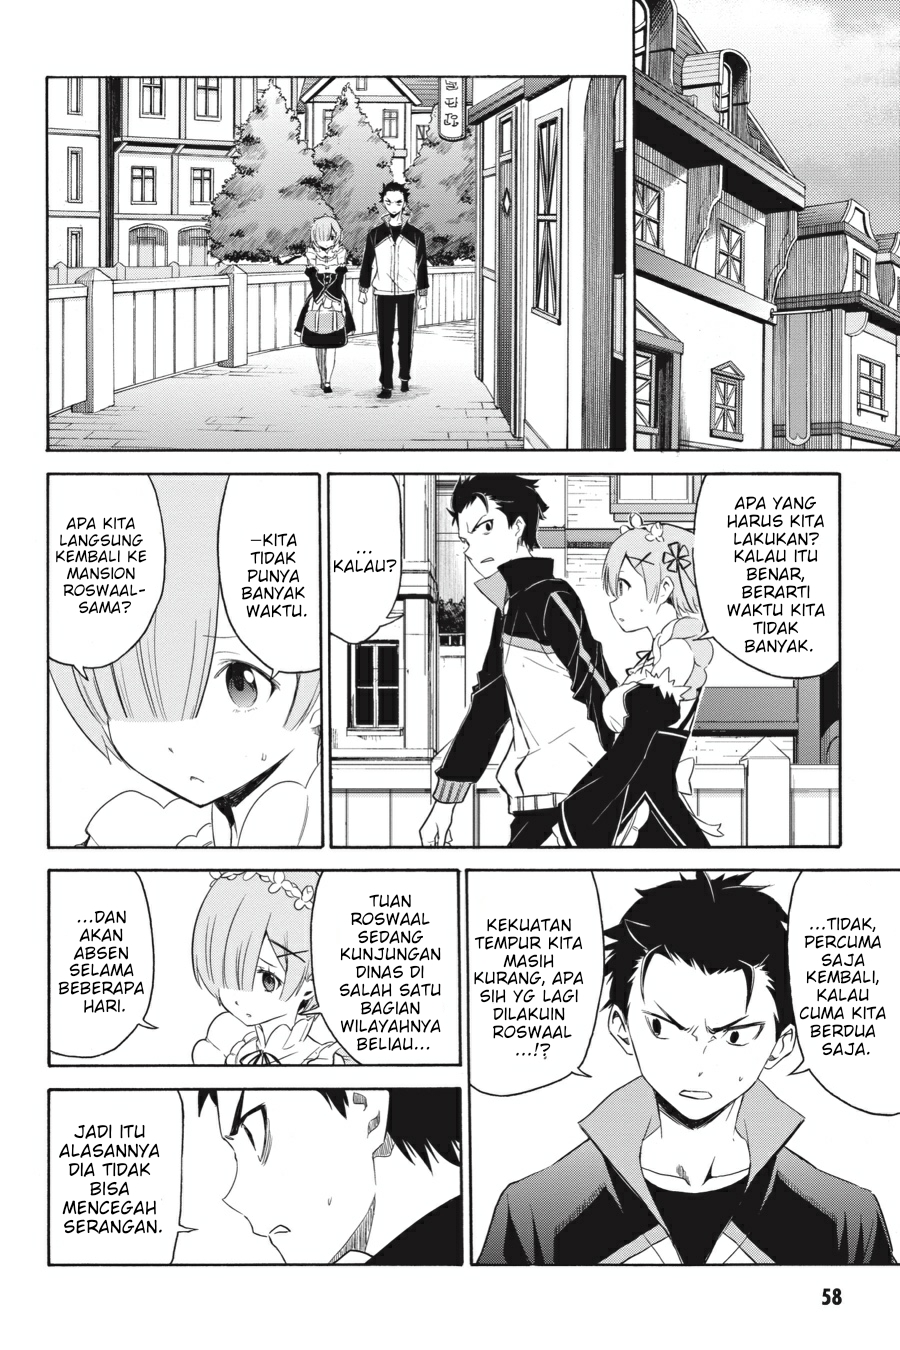 APA YANG
HARUS KITA
LAKUKAN?
KALAU ITU
BENAR,
BERARTI
WAKTU KITA
TIDAK
BANYAK.
...
KALAU?
–KITA
TIDAK
PUNYA
BANYAK
WAKTU.
APA KITA
LANGSUNG
KEMBALI KE
MANSION
ROSWAAL-
SAMA?
...TIDAK,
PERCUMA
SAJA
KEMBALI,
KALAU
CUMA KITA
BERDUA
SAJA.
KEKUATAN
TEMPUR KITA
MASIH
KURANG, APA
SIH YG LAGI
DILAKUIN
ROSWAAL
...!?
TUAN
ROSWAAL
SEDANG
KUNJUNGAN
DINAS DI
SALAH SATU
BAGIAN
WILAYAHNYA
BELIAU...
...DAN
AKAN
ABSEN
SELAMA
BEBERAPA
HARI.
JADI ITU
ALASANNYA
DIA TIDAK
BISA
MENCEGAH
SERANGAN.
58